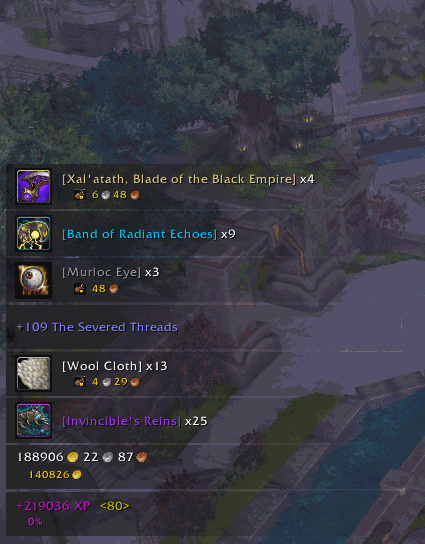 [Xal'atath, Blade of the Black Empire] x4
6 48
[Band of Radiant Echoes] x9
[Murloc Eye] x3
48
+109 The Severed Threads
[Wool Cloth] x13
4 29
[Invincible's Reins] x25
188906 22 87
140826
+219036 XP <80>
0%